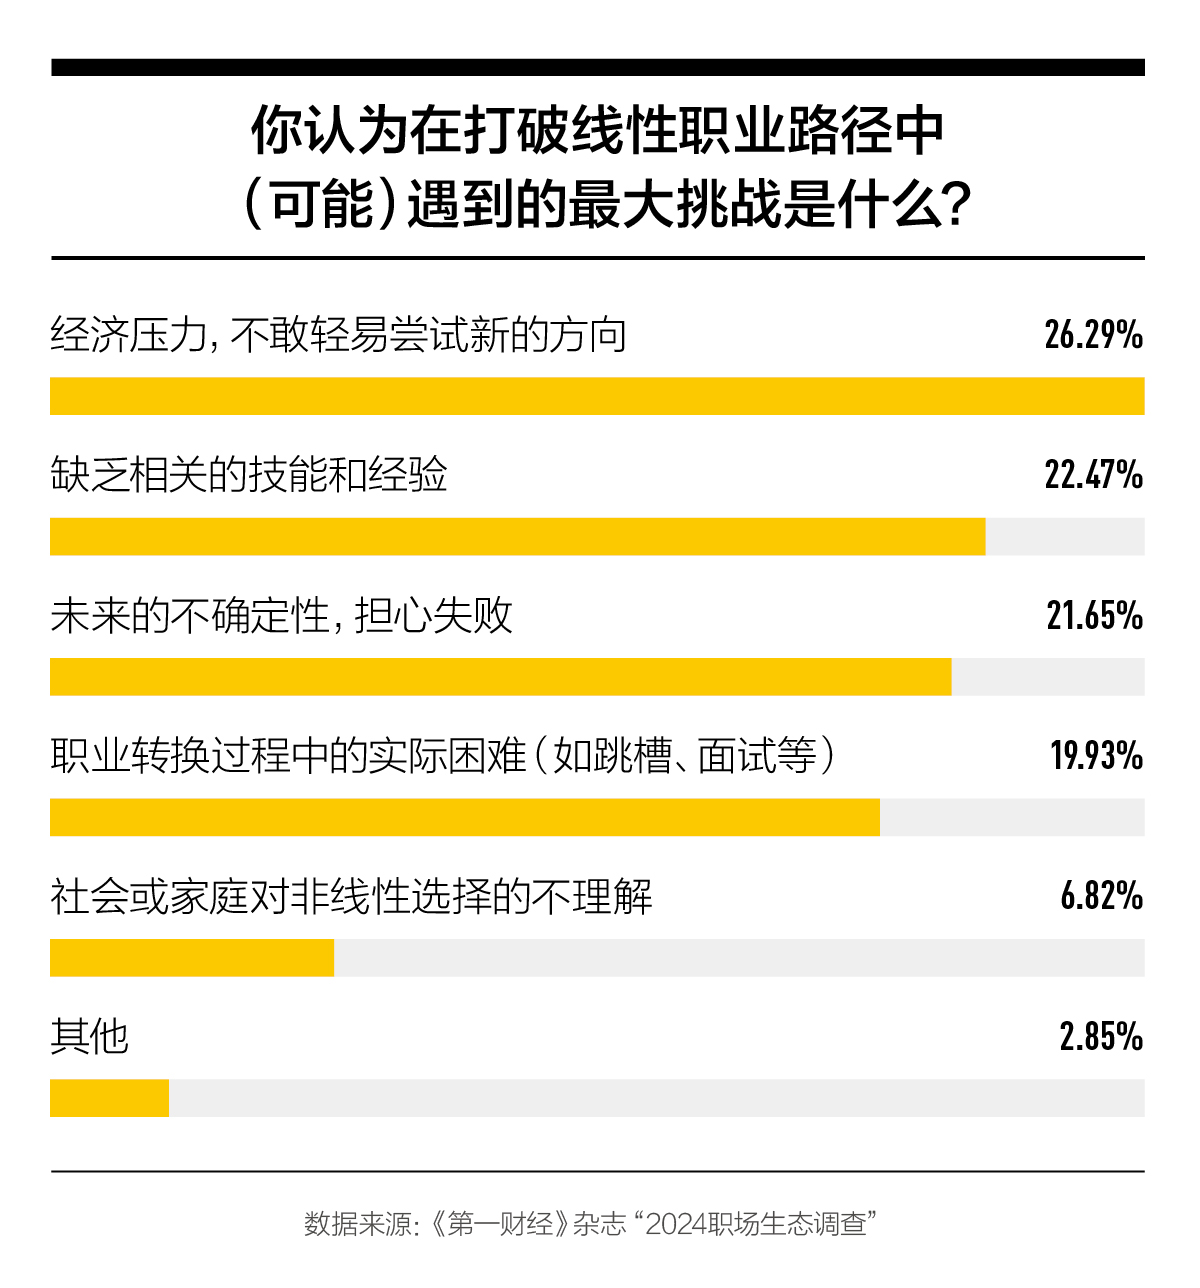 你认为在打破线性职业路径中
（可能）遇到的最大挑战是什么？
经济压力，不敢轻易尝试新的方向 26.29%
缺乏相关的技能和经验 22.47%
未来的不确定性，担心失败 21.65%
职业转换过程中的实际困难（如跳槽、面试等） 19.93%
社会或家庭对非线性选择的不理解 6.82%
其他 2.85%
数据来源：《第一财经》杂志“2024职场生态调查”